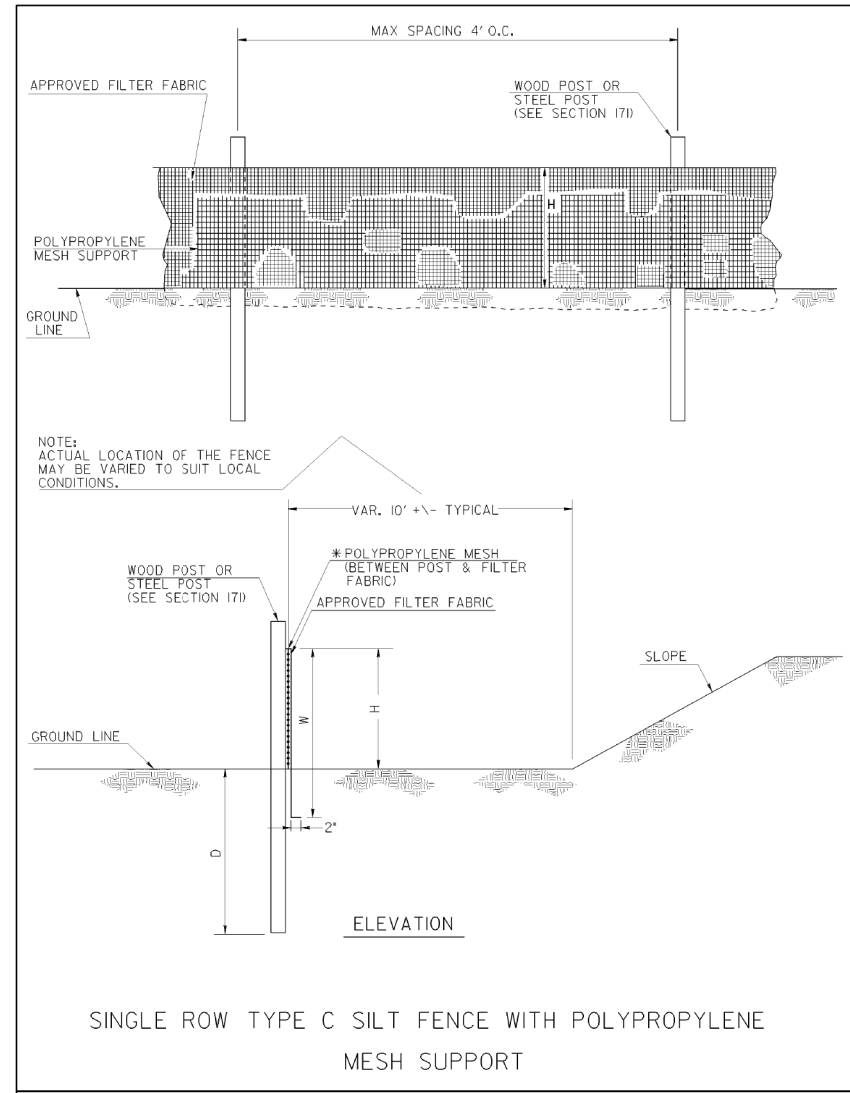 MAX SPACING 4' O.C.
APPROVED FILTER FABRIC
WOOD POST OR
STEEL POST
(SEE SECTION 171)
H
POLYPROPYLENE
MESH SUPPORT
GROUND
LINE
NOTE:
ACTUAL LOCATION OF THE FENCE
MAY BE VARIED TO SUIT LOCAL
CONDITIONS.
VAR. 10' +\- TYPICAL
*POLYPROPYLENE MESH
(BETWEEN POST & FILTER
FABRIC)
WOOD POST OR
STEEL POST
(SEE SECTION 171)
APPROVED FILTER FABRIC
SLOPE
W
H
GROUND LINE
2"
D
ELEVATION
SINGLE ROW TYPE C SILT FENCE WITH POLYPROPYLENE
MESH SUPPORT